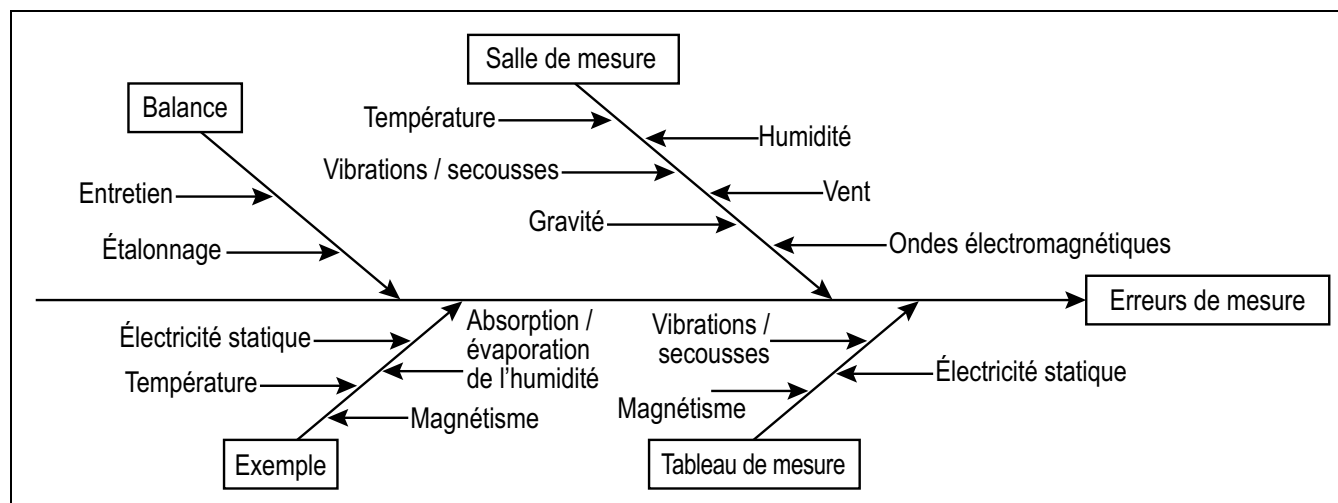 Salle de mesure
Balance
Température
Humidité
Vibrations / secousses
Vent
Entretien
Gravité
Étalonnage
Ondes électromagnétiques
Erreurs de mesure
Électricité statique
Absorption /
évaporation
de l'humidité
Température
Magnétisme
Exemple
Vibrations /
secousses
Électricité statique
Magnétisme
Tableau de mesure